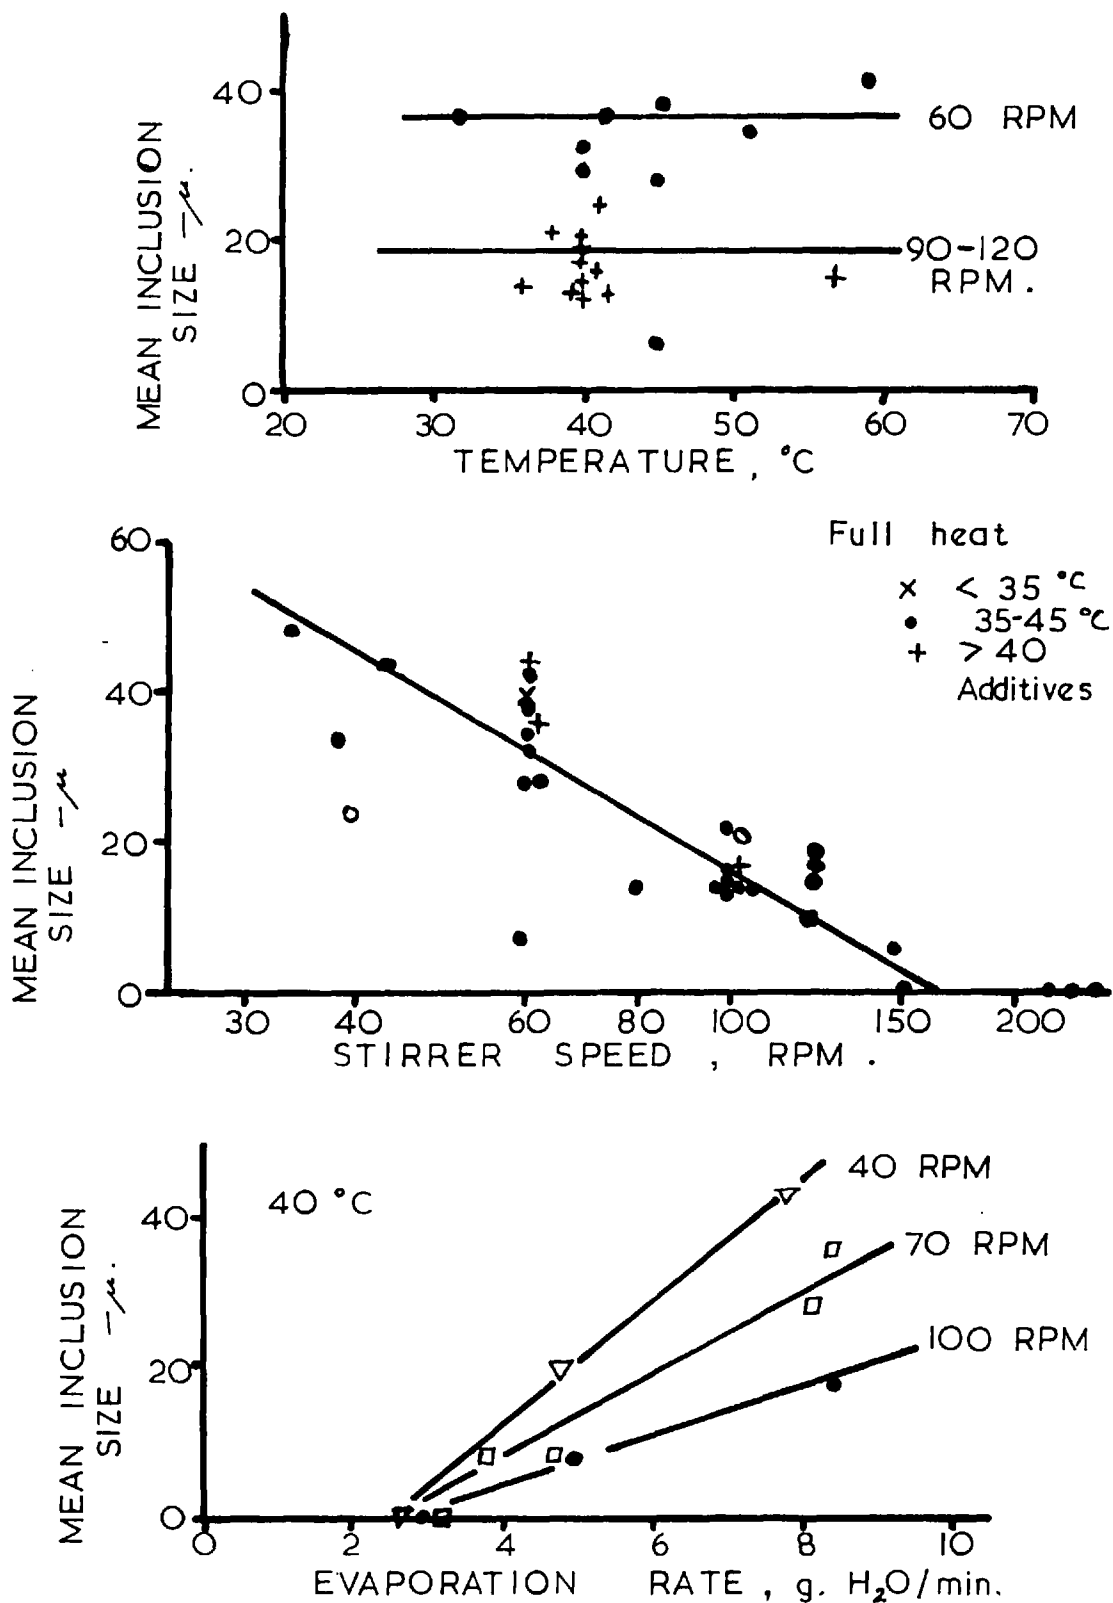 MEAN INCLUSION
SIZE - μ.
40
20
0
60 RPM
90-120
RPM.
20 30 40 50 60 70
TEMPERATURE, °C
Full heat
x < 35 °C
• 35-45 °C
+ > 40
Additives
MEAN INCLUSION
SIZE - μ
60
40
20
0
30 40 60 80 100 150 200
STIRRER SPEED, RPM.
40 °C
MEAN INCLUSION
SIZE - μ.
40
20
0
40 RPM
70 RPM
100 RPM
0 2 4 6 8 10
EVAPORATION RATE, g. H₂O/min.